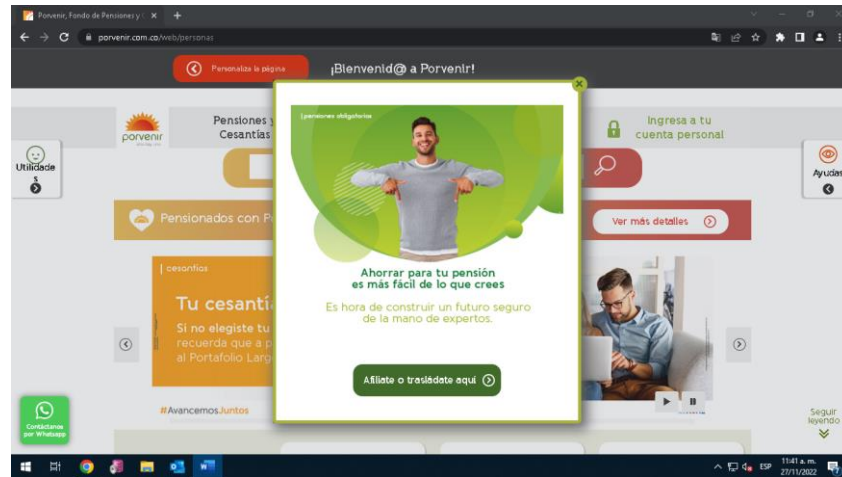 Porvenir, Fondo de Pensiones y C
porvenir.com.co/web/personas
Personaliza la página
¡Bienvenid@ a Porvenir!
porvenir
Pensiones y
Cesantías
Ingresa a tu
cuenta personal
Utilidade
s
Ayudas
Pensionados con P
Ver más detalles
| pensiones obligatorias
Ahorrar para tu pensión
es más fácil de lo que crees
Es hora de construir un futuro seguro
de la mano de expertos.
Afíliate o trasládate aquí
| cesantías
Tu cesantí
Si no elegiste tu
recuerda que a p
al Portafolio Larg
#AvancemosJuntos
Contáctanos
por Whatsapp
Seguir
leyendo
ESP
11:41 a. m.
27/11/2022